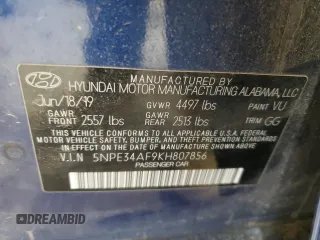 MANUFACTURED BY
HYUNDAI MOTOR MANUFACTURING ALABAMA, LLC
Jun/18/19 GVWR 4497 lbs PAINT VU
GAWR FRONT 2557 lbs GAWR REAR 2513 lbs TRIM GG
THIS VEHICLE CONFORMS TO ALL APPLICABLE FEDERAL MOTOR
VEHICLE SAFETY, BUMPER, AND THEFT PREVENTION STANDARDS
IN EFFECT ON THE DATE OF MANUFACTURE SHOWN ABOVE.
V.I.N 5NPE34AF9KH807856
PASSENGER CAR
DREAMBID